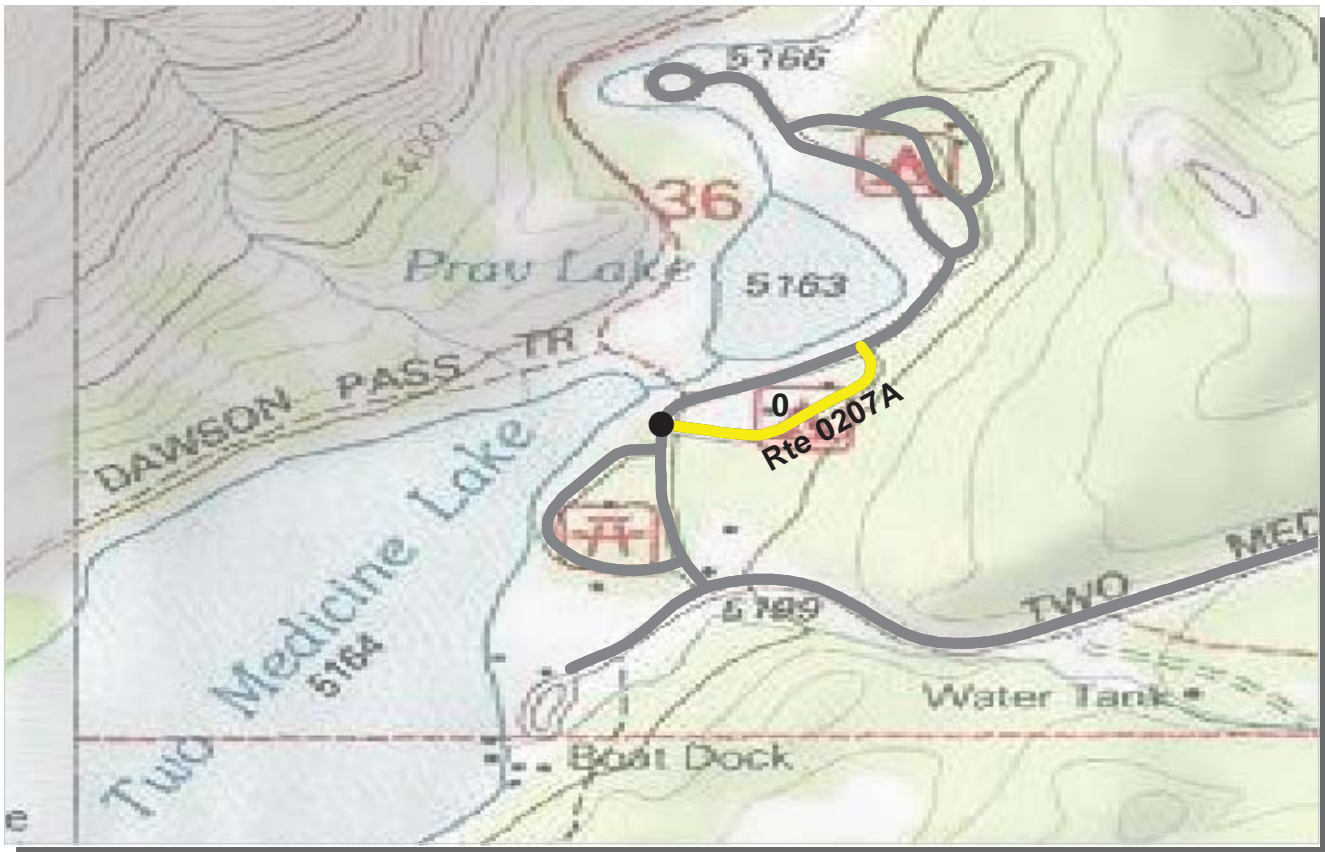 5166
5400
36
Pray Lake
5163
DAWSON PASS TR
0
Rte 0207A
Two Medicine Lake
5164
TWO MED
5189
Water Tank
Boat Dock
e